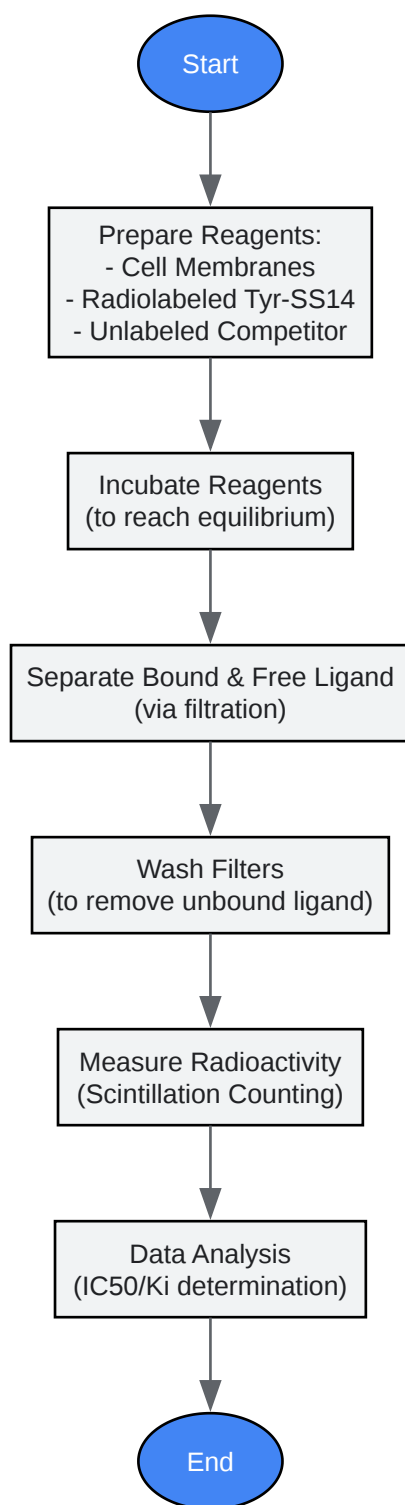 Start
Prepare Reagents:
- Cell Membranes
- Radiolabeled Tyr-SS14
- Unlabeled Competitor
Incubate Reagents
(to reach equilibrium)
Separate Bound & Free Ligand
(via filtration)
Wash Filters
(to remove unbound ligand)
Measure Radioactivity
(Scintillation Counting)
Data Analysis
(IC50/Ki determination)
End